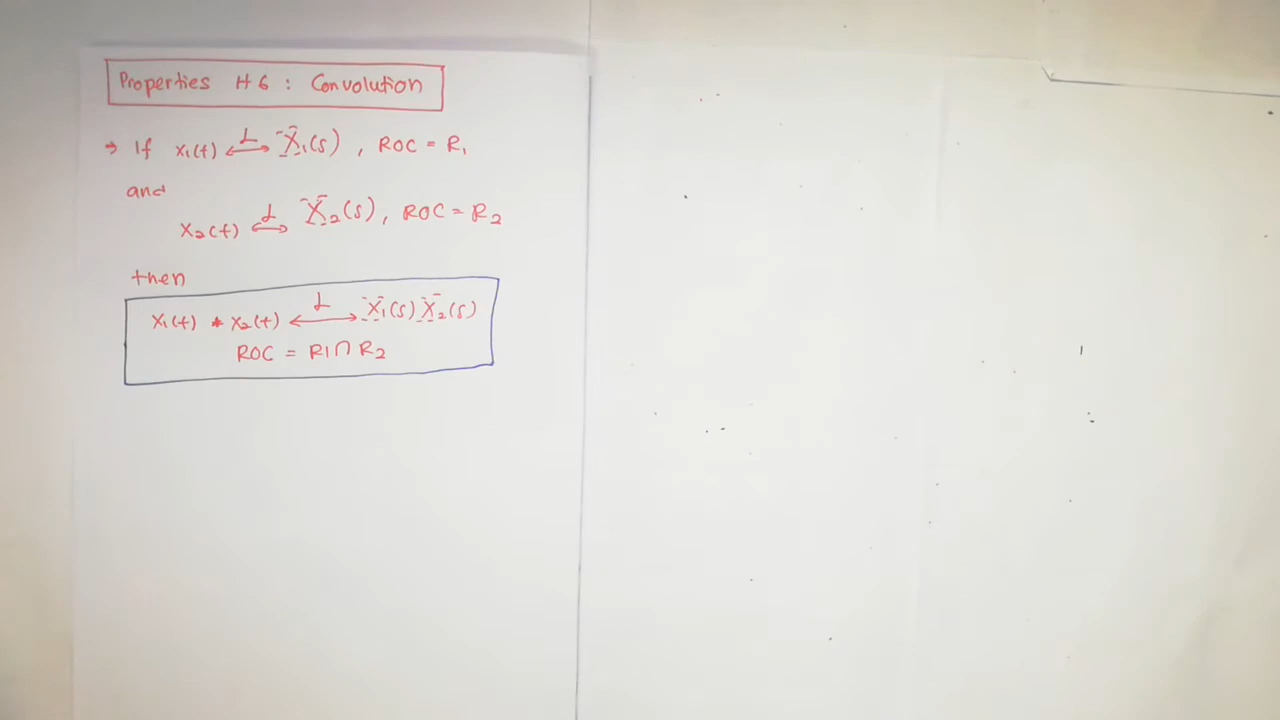 Properties # 6 : Convolution
⇒ If x₁(t) ⟷ X₁(s) , ROC = R₁
L
and
x₂(t) ⟷ X₂(s), ROC = R₂
L
then
x₁(t) * x₂(t) ⟷ X₁(s) X₂(s)
L
ROC = R1 ∩ R₂